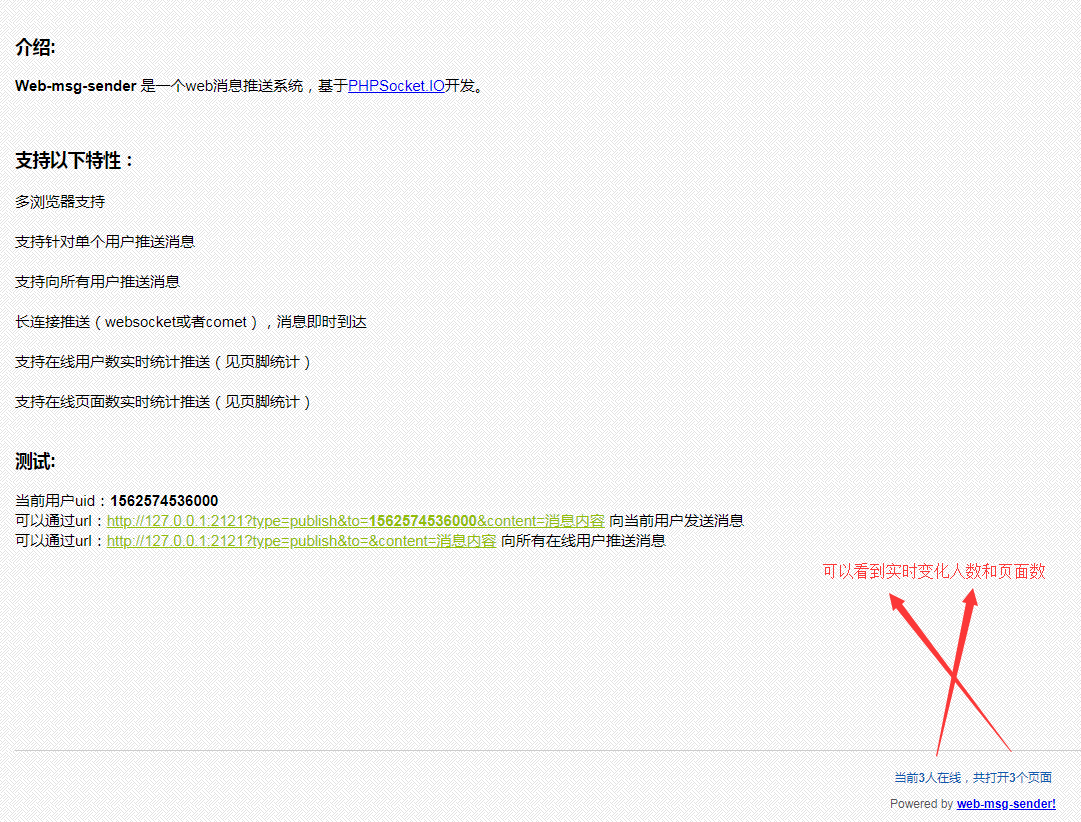 介绍:
Web-msg-sender 是一个web消息推送系统，基于PHPSocket.IO开发。
支持以下特性：
多浏览器支持
支持针对单个用户推送消息
支持向所有用户推送消息
长连接推送（websocket或者comet），消息即时到达
支持在线用户数实时统计推送（见页脚统计）
支持在线页面数实时统计推送（见页脚统计）
测试:
当前用户uid：1562574536000
可以通过url：http://127.0.0.1:2121?type=publish&to=1562574536000&content=消息内容 向当前用户发送消息
可以通过url：http://127.0.0.1:2121?type=publish&to=&content=消息内容 向所有在线用户推送消息
可以看到实时变化人数和页面数
当前3人在线，共打开3个页面
Powered by web-msg-sender!